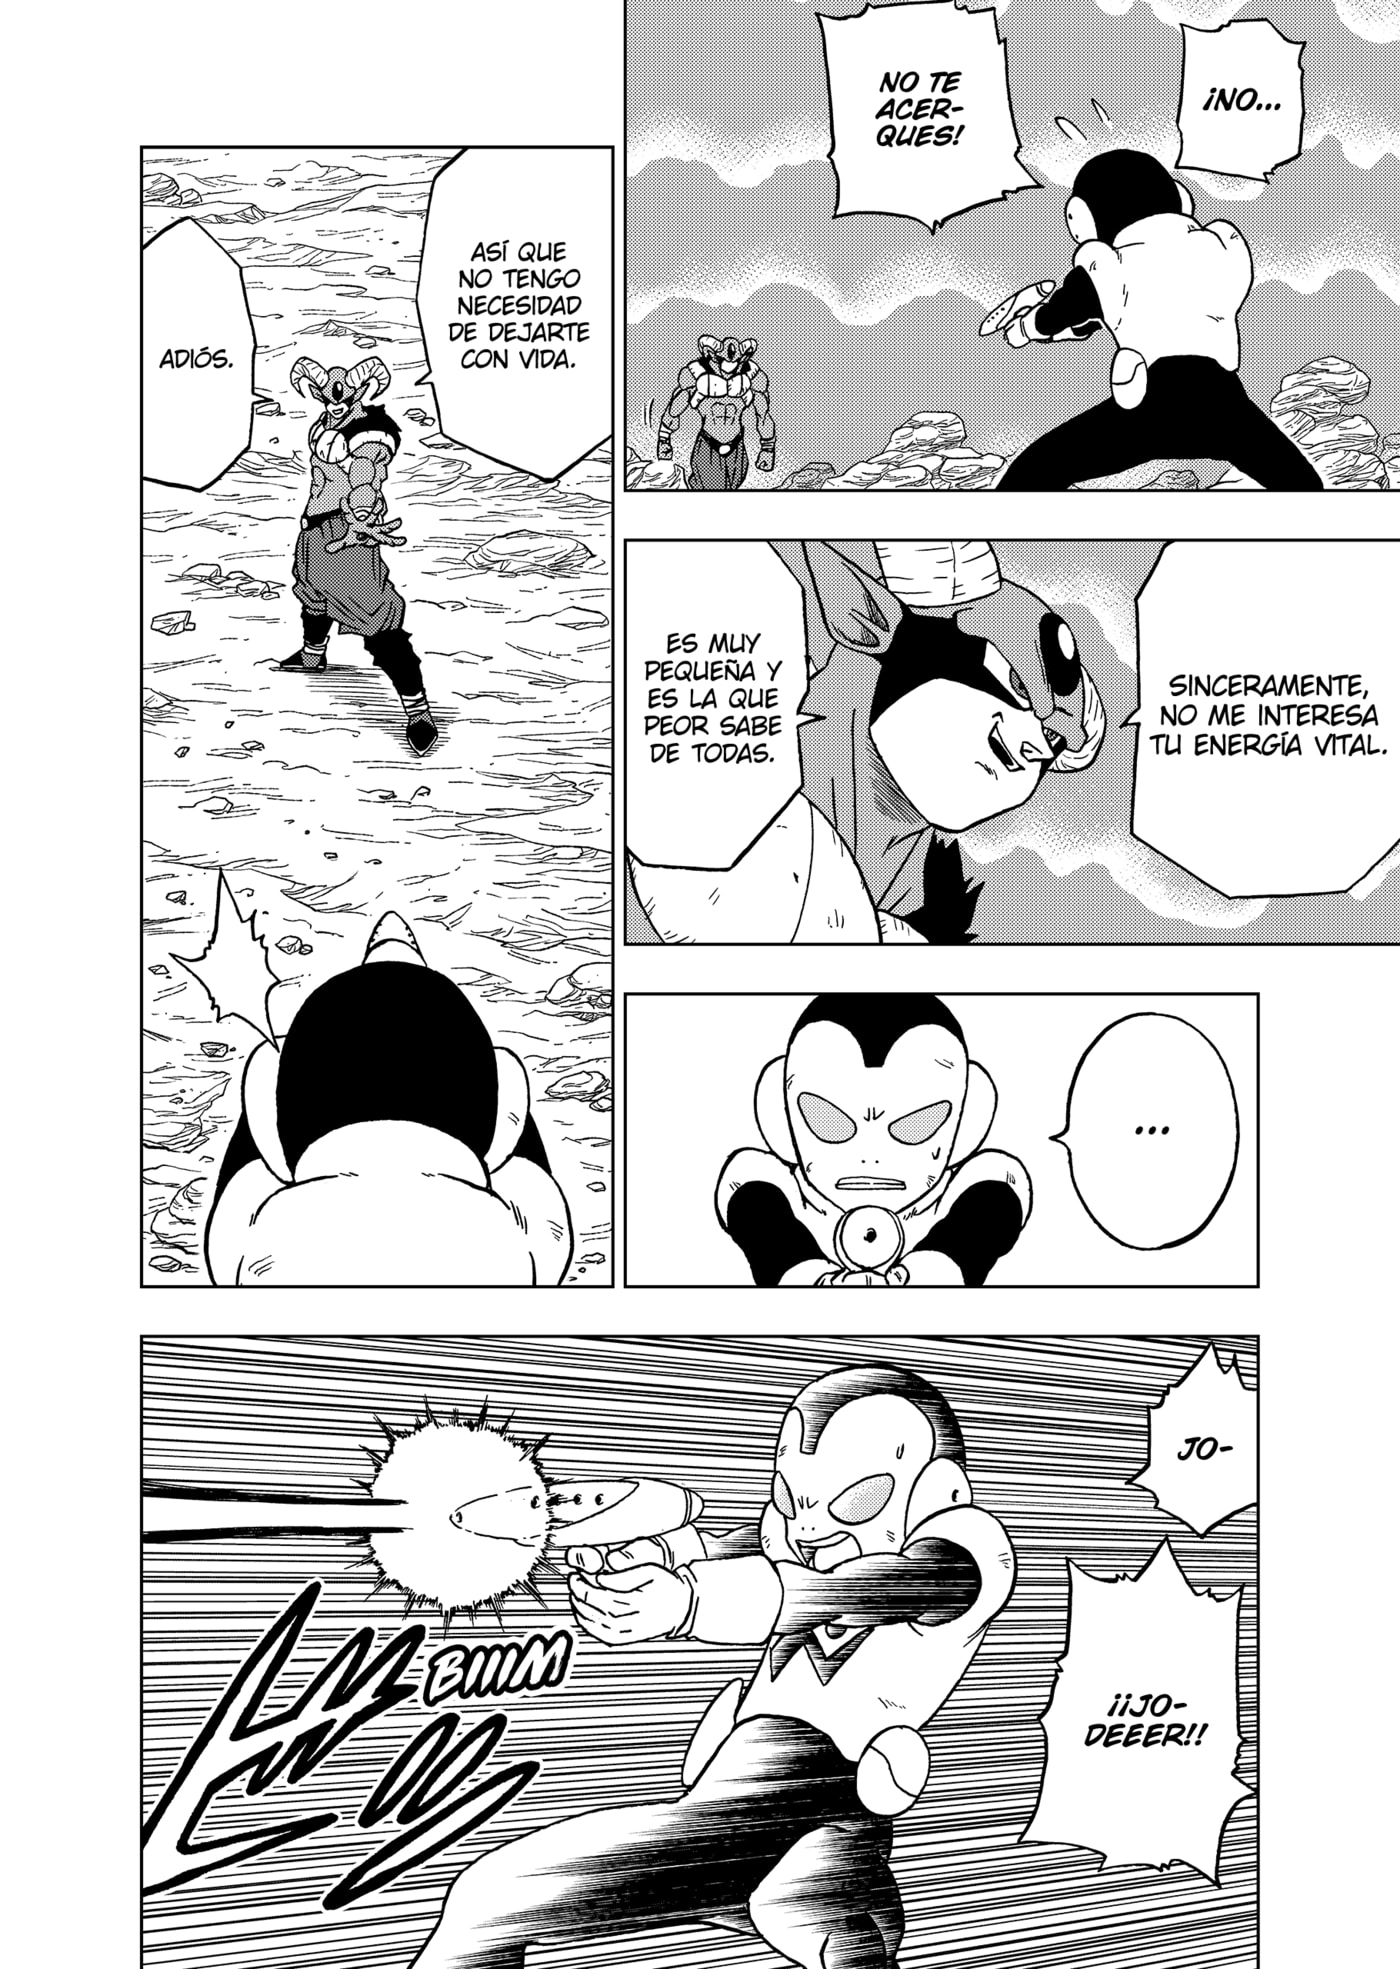 ¡NO...
NO TE
ACER-
QUES!
SINCERAMENTE,
NO ME INTERESA
TU ENERGÍA VITAL.
ES MUY
PEQUEÑA Y
ES LA QUE
PEOR SABE
DE TODAS.
...
ASÍ QUE
NO TENGO
NECESIDAD
DE DEJARTE
CON VIDA.
ADIÓS.
JO-
¡¡JO-
DEEER!!
BIIIM